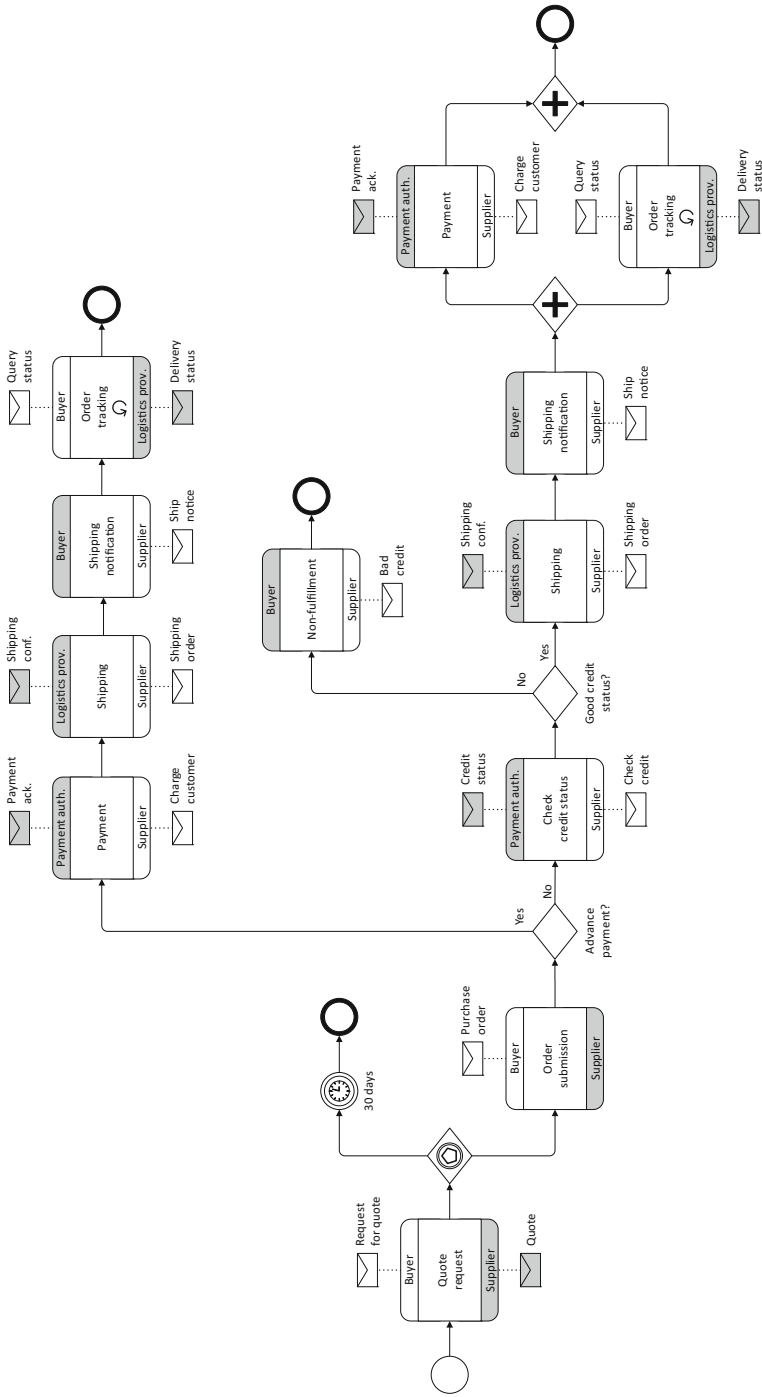 Request
for quote
Buyer
Quote
request
Supplier
Quote
30 days
Purchase
order
Buyer
Order
submission
Supplier
Advance
payment?
Yes
No
Payment
ack.
Payment auth.
Payment
Supplier
Charge
customer
Shipping
conf.
Logistics prov.
Shipping
Supplier
Shipping
order
Buyer
Shipping
notification
Supplier
Ship
notice
Query
status
Buyer
Order
tracking
Logistics prov.
Delivery
status
Credit
status
Payment auth.
Check
credit status
Supplier
Check
credit
Good credit
status?
No
Yes
Buyer
Non-fulfillment
Supplier
Bad
credit
Shipping
conf.
Logistics prov.
Shipping
Supplier
Shipping
order
Buyer
Shipping
notification
Supplier
Ship
notice
Payment
ack.
Payment auth.
Payment
Supplier
Charge
customer
Query
status
Buyer
Order
tracking
Logistics prov.
Delivery
status